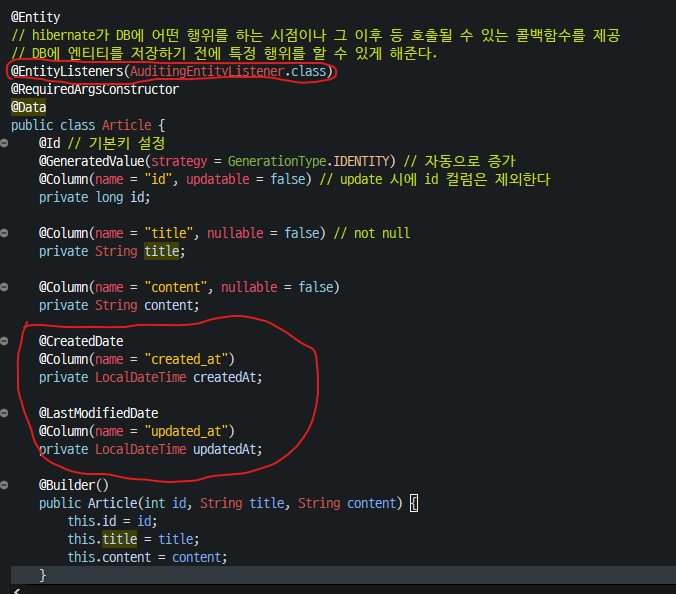 @Entity
// hibernate가 DB에 어떤 행위를 하는 시점이나 그 이후 등 호출될 수 있는 콜백함수를 제공
// DB에 엔티티를 저장하기 전에 특정 행위를 할 수 있게 해준다.
@EntityListeners(AuditingEntityListener.class)
@RequiredArgsConstructor
@Data
public class Article {
@Id // 기본키 설정
@GeneratedValue(strategy = GenerationType.IDENTITY) // 자동으로 증가
@Column(name = "id", updatable = false) // update 시에 id 컬럼은 제외한다
private long id;
@Column(name = "title", nullable = false) // not null
private String title;
@Column(name = "content", nullable = false)
private String content;
@CreatedDate
@Column(name = "created_at")
private LocalDateTime createdAt;
@LastModifiedDate
@Column(name = "updated_at")
private LocalDateTime updatedAt;
@Builder()
public Article(int id, String title, String content) {
this.id = id;
this.title = title;
this.content = content;
}